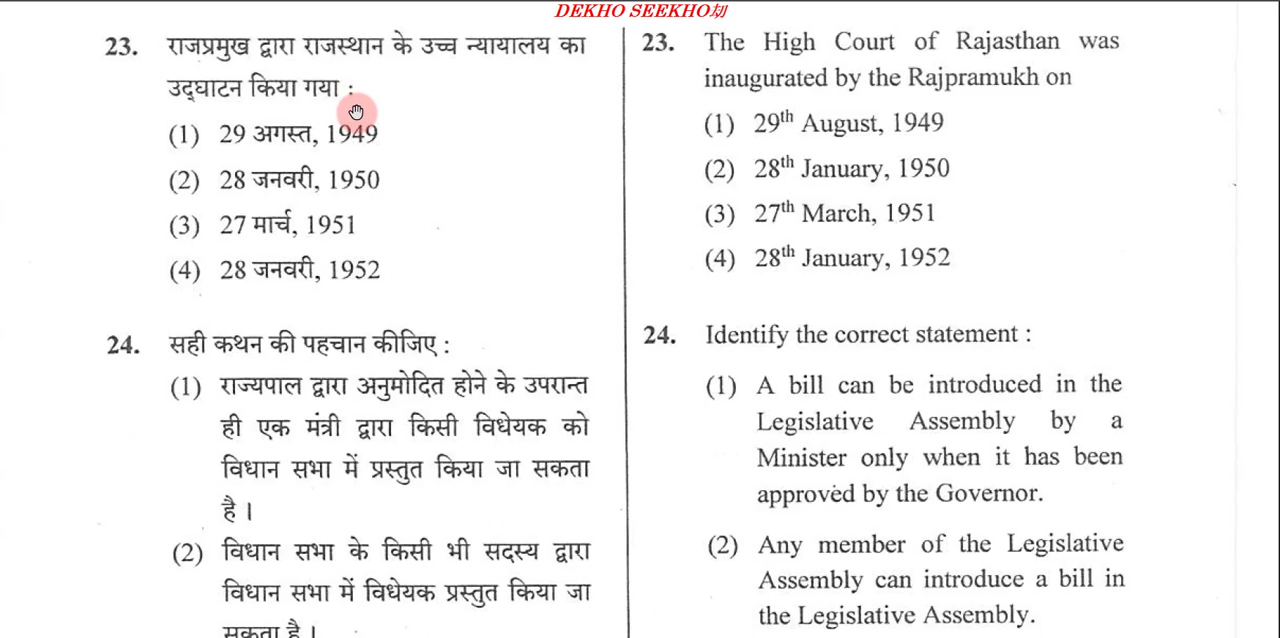 DEKHO SEEKHO
23. राजप्रमुख द्वारा राजस्थान के उच्च न्यायालय का
उद्घाटन किया गया :
(1) 29 अगस्त, 1949
(2) 28 जनवरी, 1950
(3) 27 मार्च, 1951
(4) 28 जनवरी, 1952
24. सही कथन की पहचान कीजिए :
(1) राज्यपाल द्वारा अनुमोदित होने के उपरान्त
ही एक मंत्री द्वारा किसी विधेयक को
विधान सभा में प्रस्तुत किया जा सकता
है ।
(2) विधान सभा के किसी भी सदस्य द्वारा
विधान सभा में विधेयक प्रस्तुत किया जा
सकता है ।
23. The High Court of Rajasthan was
inaugurated by the Rajpramukh on
(1) 29th August, 1949
(2) 28th January, 1950
(3) 27th March, 1951
(4) 28th January, 1952
24. Identify the correct statement :
(1) A bill can be introduced in the
Legislative Assembly by a
Minister only when it has been
approved by the Governor.
(2) Any member of the Legislative
Assembly can introduce a bill in
the Legislative Assembly.